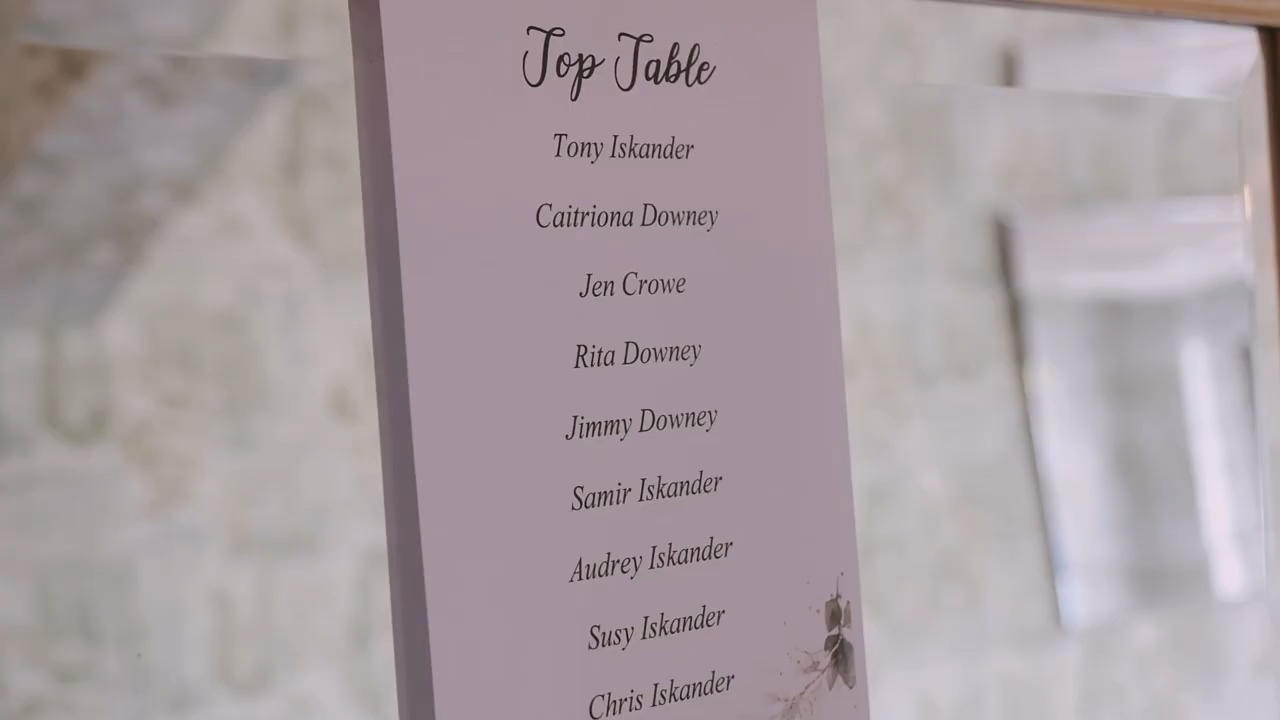 Top Table
Tony Iskander
Caitriona Downey
Jen Crowe
Rita Downey
Jimmy Downey
Samir Iskander
Audrey Iskander
Susy Iskander
Chris Iskander